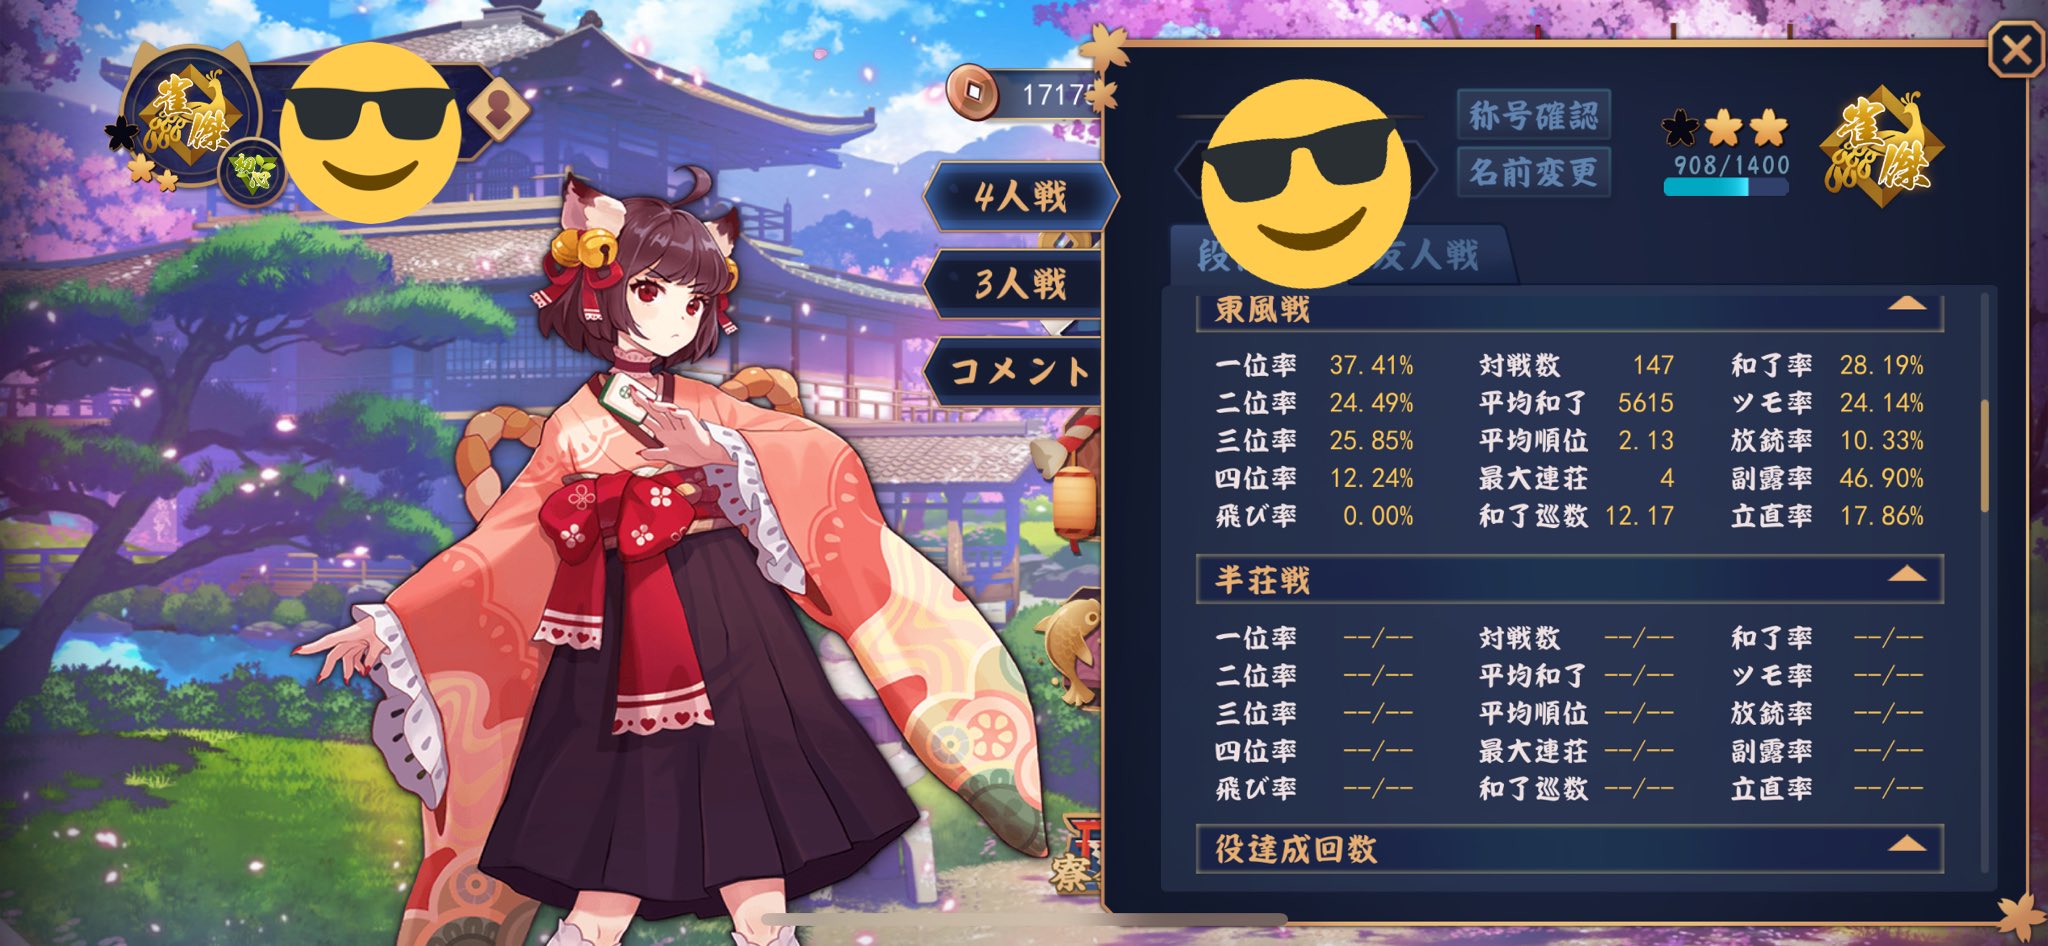 雀傑
初心
17175
4人戦
3人戦
コメント
寮
称号確認
名前変更
908/1400
雀傑
段
友人戦
東風戦
一位率 37.41% 対戦数 147 和了率 28.19%
二位率 24.49% 平均和了 5615 ツモ率 24.14%
三位率 25.85% 平均順位 2.13 放銃率 10.33%
四位率 12.24% 最大連荘 4 副露率 46.90%
飛び率 0.00% 和了巡数 12.17 立直率 17.86%
半荘戦
一位率 --/-- 対戦数 --/-- 和了率 --/--
二位率 --/-- 平均和了 --/-- ツモ率 --/--
三位率 --/-- 平均順位 --/-- 放銃率 --/--
四位率 --/-- 最大連荘 --/-- 副露率 --/--
飛び率 --/-- 和了巡数 --/-- 立直率 --/--
役達成回数